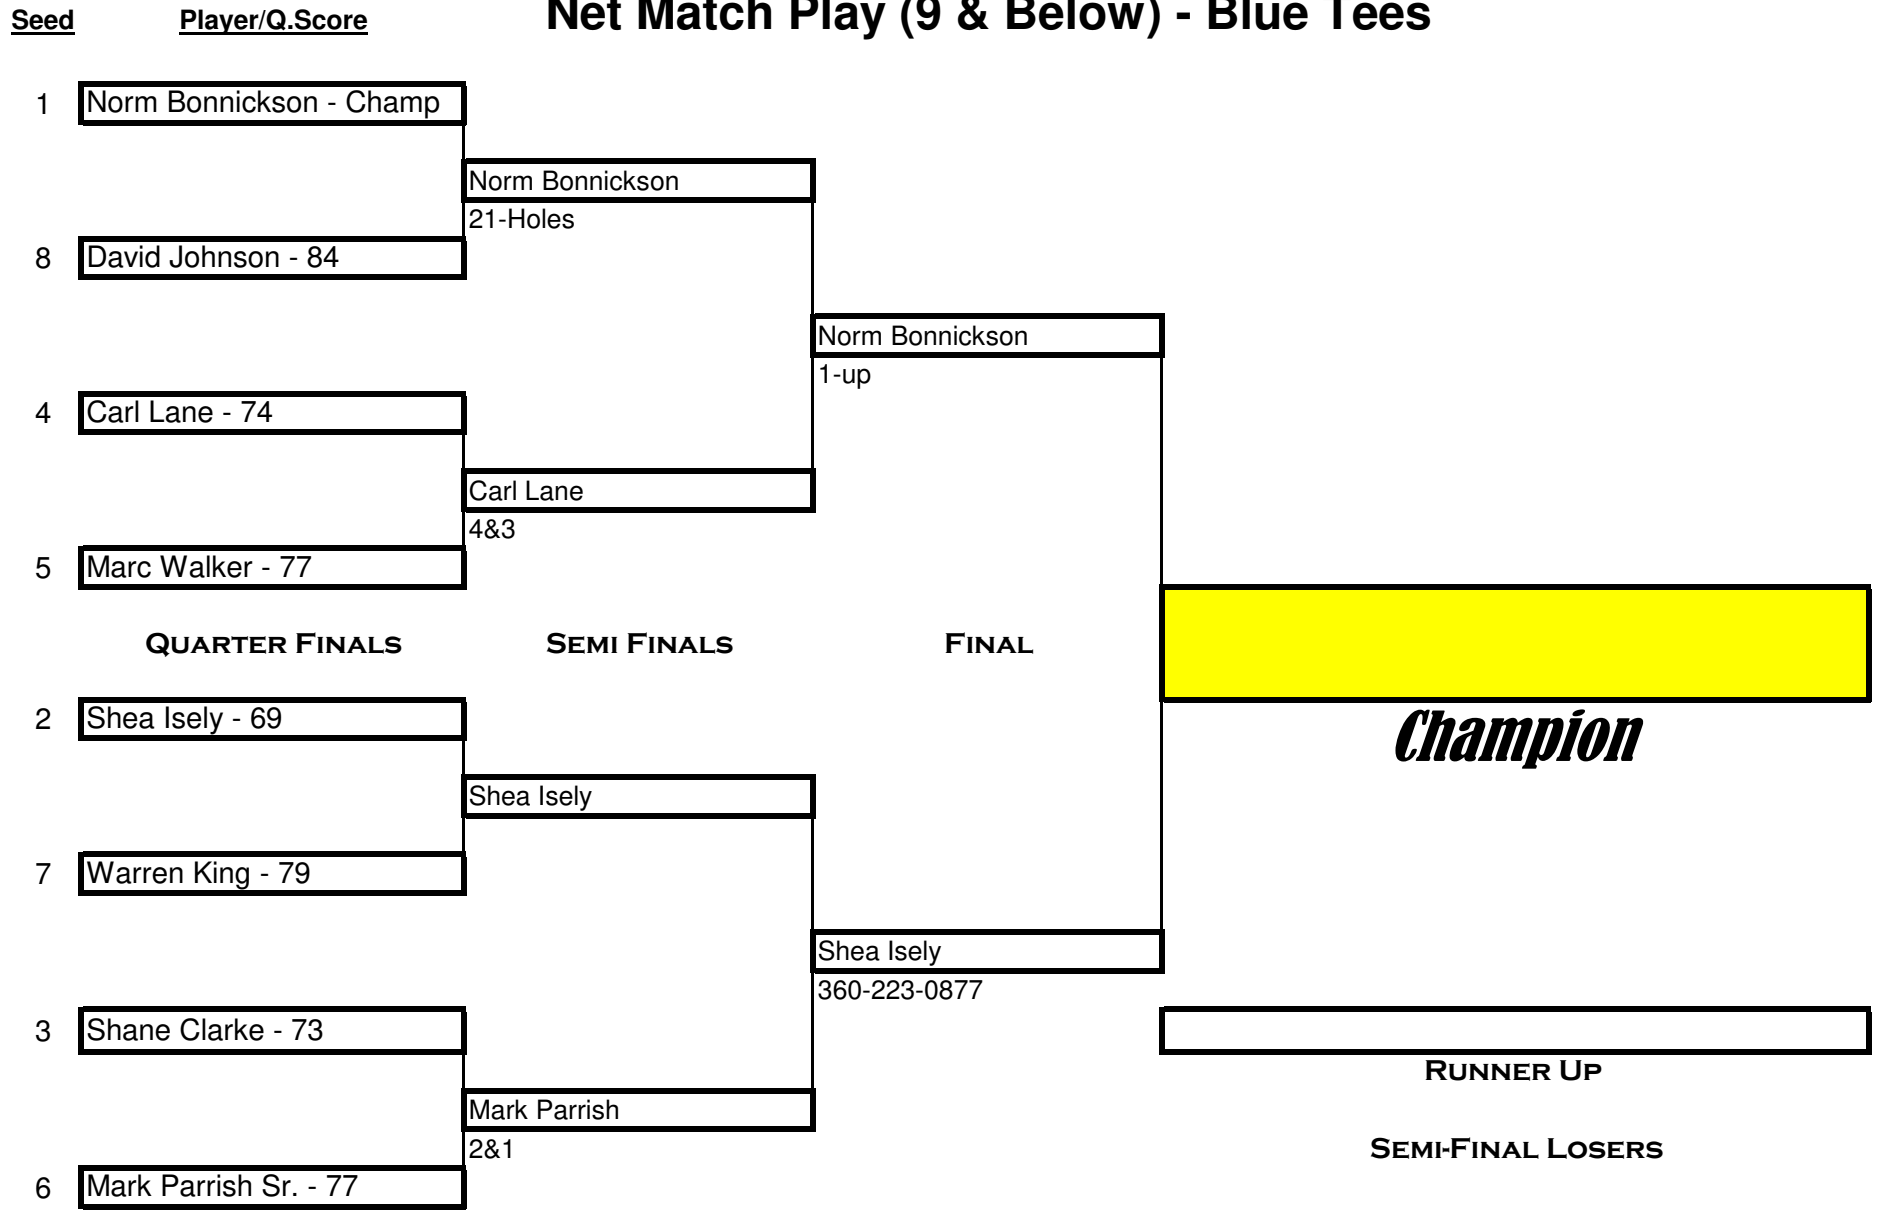 Net Match Play (9 & Below) - Blue Tees
Seed Player/Q.Score
1 Norm Bonnickson - Champ
Norm Bonnickson
21-Holes
8 David Johnson - 84
Norm Bonnickson
1-up
4 Carl Lane - 74
Carl Lane
4&3
5 Marc Walker - 77
Quarter Finals Semi Finals Final
2 Shea Isely - 69
Champion
Shea Isely
7 Warren King - 79
Shea Isely
360-223-0877
3 Shane Clarke - 73
Runner Up
Mark Parrish
2&1
Semi-Final Losers
6 Mark Parrish Sr. - 77